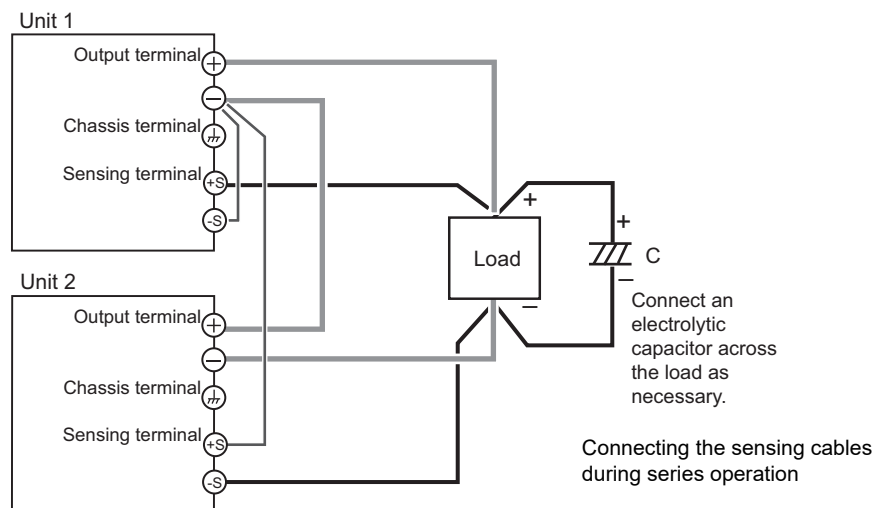 Unit 1
Output terminal
+
−
Chassis terminal
Sensing terminal
+S
-S
Unit 2
Output terminal
+
−
Chassis terminal
Sensing terminal
+S
-S
Load
+
−
+
−
C
Connect an
electrolytic
capacitor across
the load as
necessary.
Connecting the sensing cables
during series operation